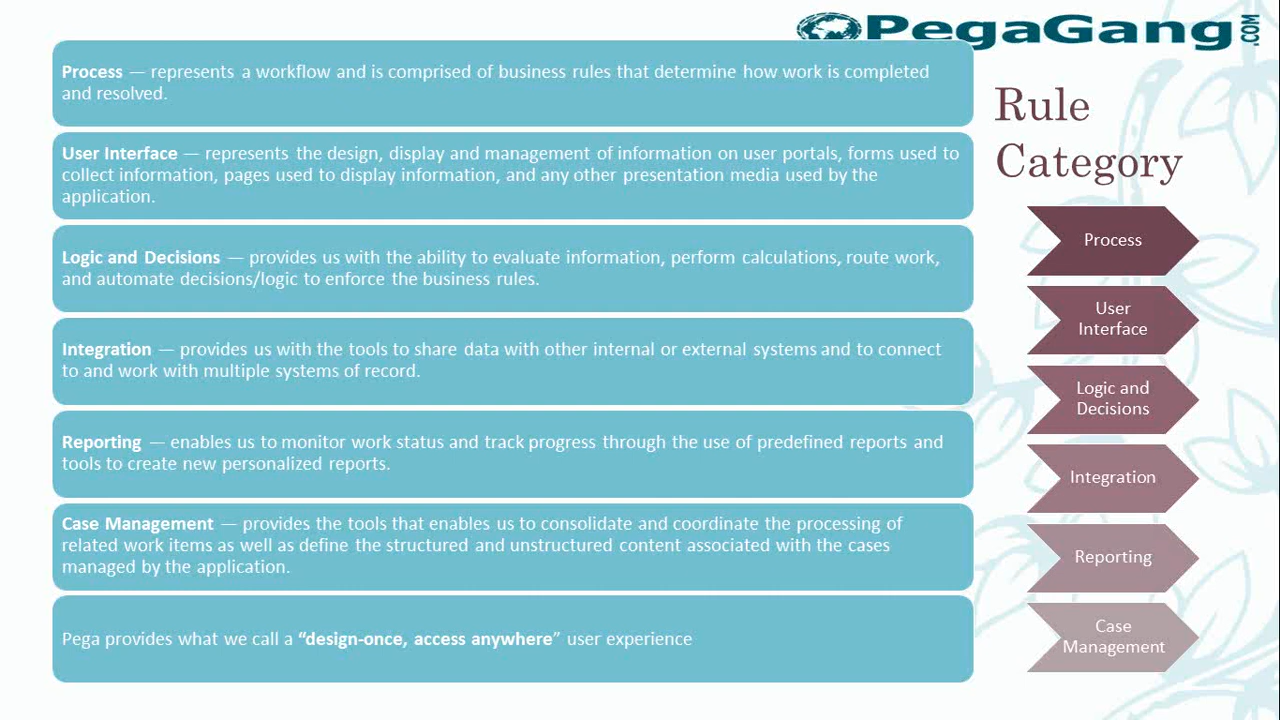 PegaGang
.COM
Process — represents a workflow and is comprised of business rules that determine how work is completed
and resolved.
User Interface — represents the design, display and management of information on user portals, forms used to
collect information, pages used to display information, and any other presentation media used by the
application.
Logic and Decisions — provides us with the ability to evaluate information, perform calculations, route work,
and automate decisions/logic to enforce the business rules.
Integration — provides us with the tools to share data with other internal or external systems and to connect
to and work with multiple systems of record.
Reporting — enables us to monitor work status and track progress through the use of predefined reports and
tools to create new personalized reports.
Case Management — provides the tools that enables us to consolidate and coordinate the processing of
related work items as well as define the structured and unstructured content associated with the cases
managed by the application.
Pega provides what we call a “design-once, access anywhere” user experience
Rule
Category
Process
User
Interface
Logic and
Decisions
Integration
Reporting
Case
Management